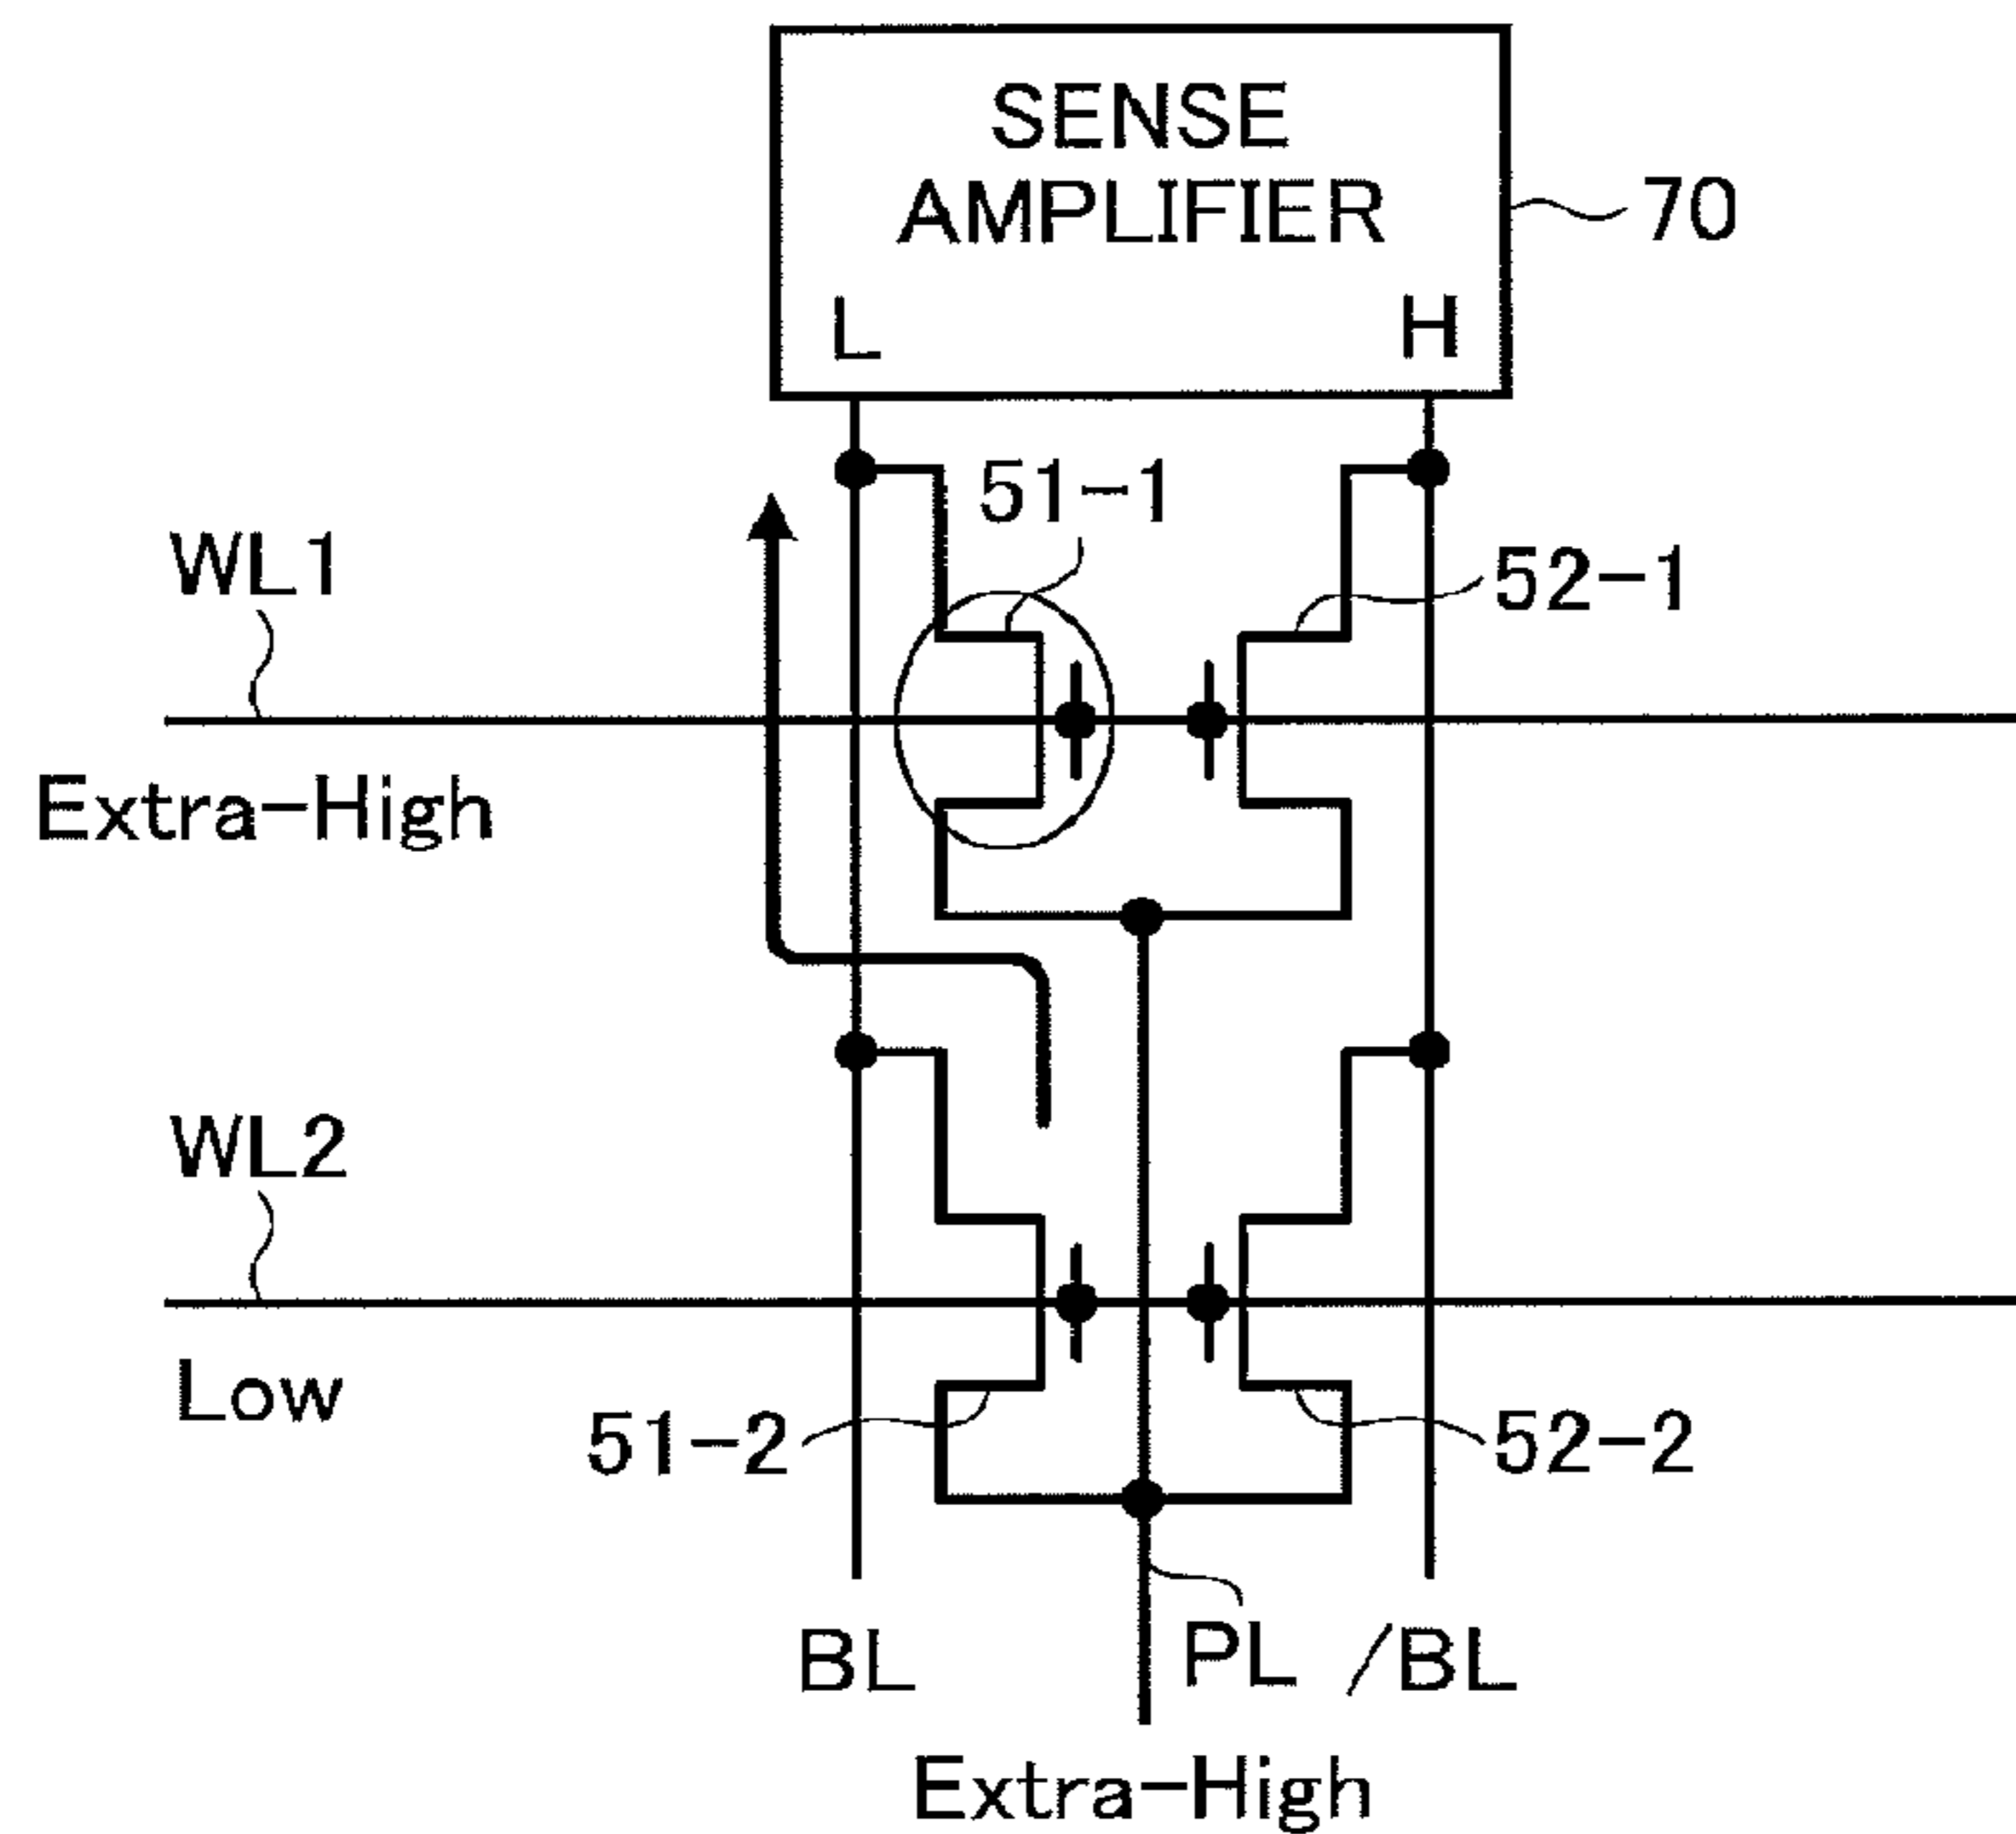 SENSE
AMPLIFIER
70
L
H
51-1
WL1
52-1
Extra-High
WL2
Low
51-2
52-2
BL
PL
/BL
Extra-High